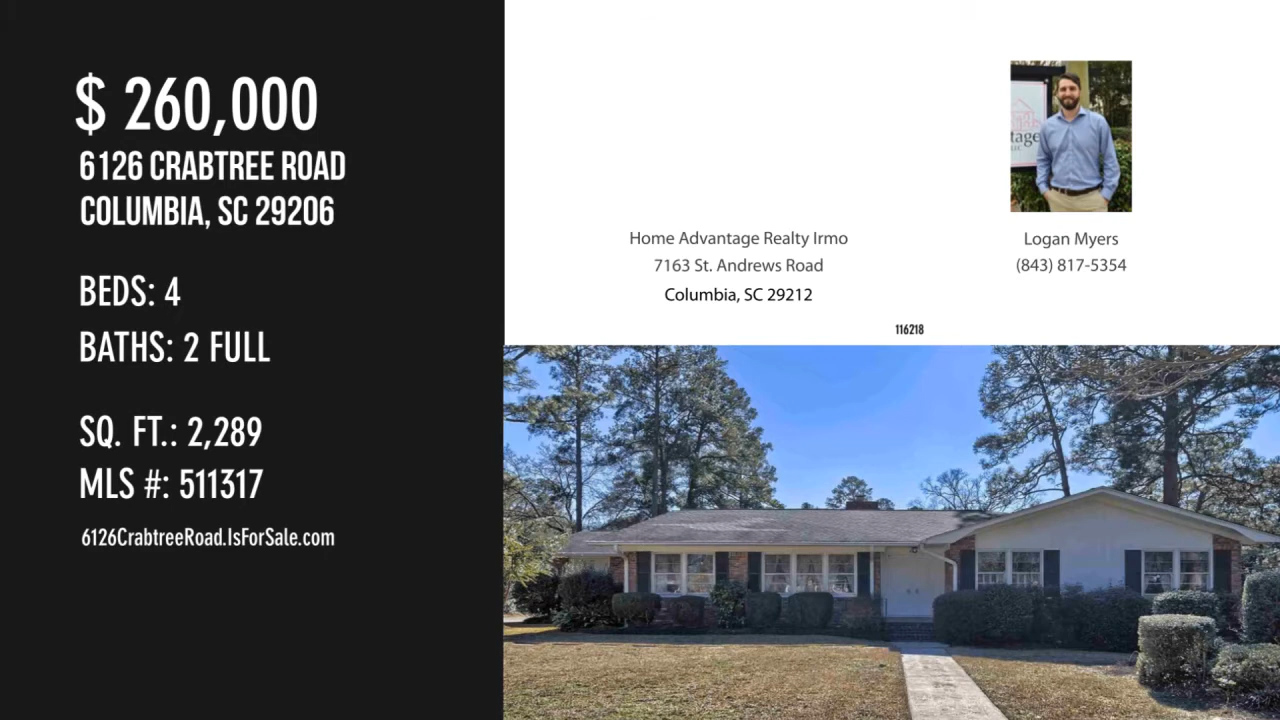 $ 260,000
6126 CRABTREE ROAD
COLUMBIA, SC 29206
BEDS: 4
BATHS: 2 FULL
SQ. FT.: 2,289
MLS #: 511317
6126CrabtreeRoad.IsForSale.com
Home Advantage Realty Irmo
7163 St. Andrews Road
Columbia, SC 29212
tage
Logan Myers
(843) 817-5354
116218